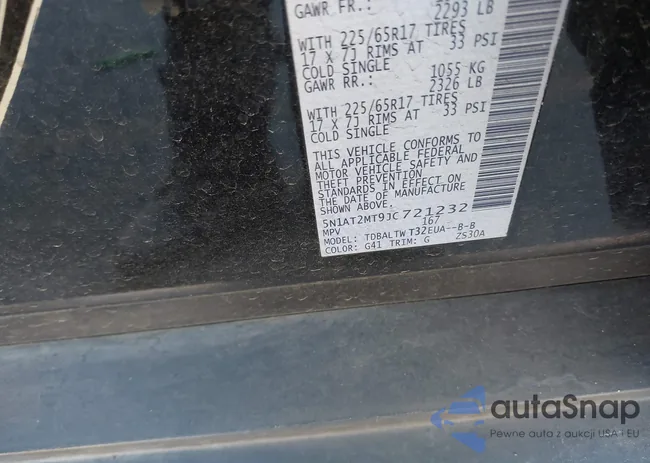 GAWR FR.: 2293 LB
WITH 225/65R17 TIRES
17 X 7J RIMS AT 33 PSI
COLD SINGLE 1055 KG
GAWR RR.: 2326 LB
WITH 225/65R17 TIRES
17 X 7J RIMS AT 33 PSI
COLD SINGLE
THIS VEHICLE CONFORMS TO
ALL APPLICABLE FEDERAL
MOTOR VEHICLE SAFETY AND
THEFT PREVENTION
STANDARDS IN EFFECT ON
THE DATE OF MANUFACTURE
SHOWN ABOVE.
5N1AT2MT9JC721232
MPV 167
MODEL: TDBALTW T32EUA--B-B
COLOR: G41 TRIM: G ZS30A
autaSnap
Pewne auta z aukcji USA i EU